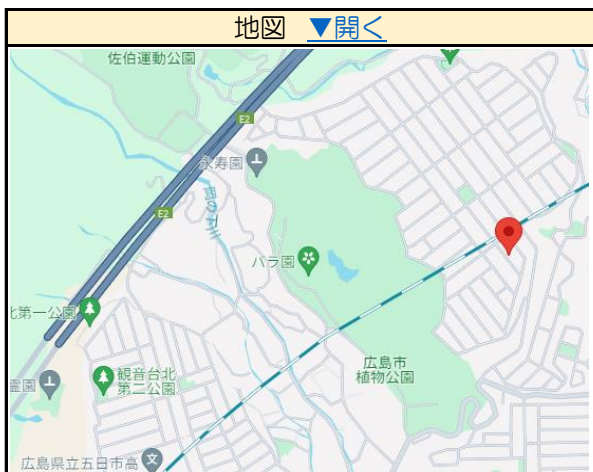 地図 ▼開く
佐伯運動公園
E2
永寿園
E2
バラ園
北第一公園
観音台北
第二公園
霊園
広島市
植物公園
広島県立五日市高